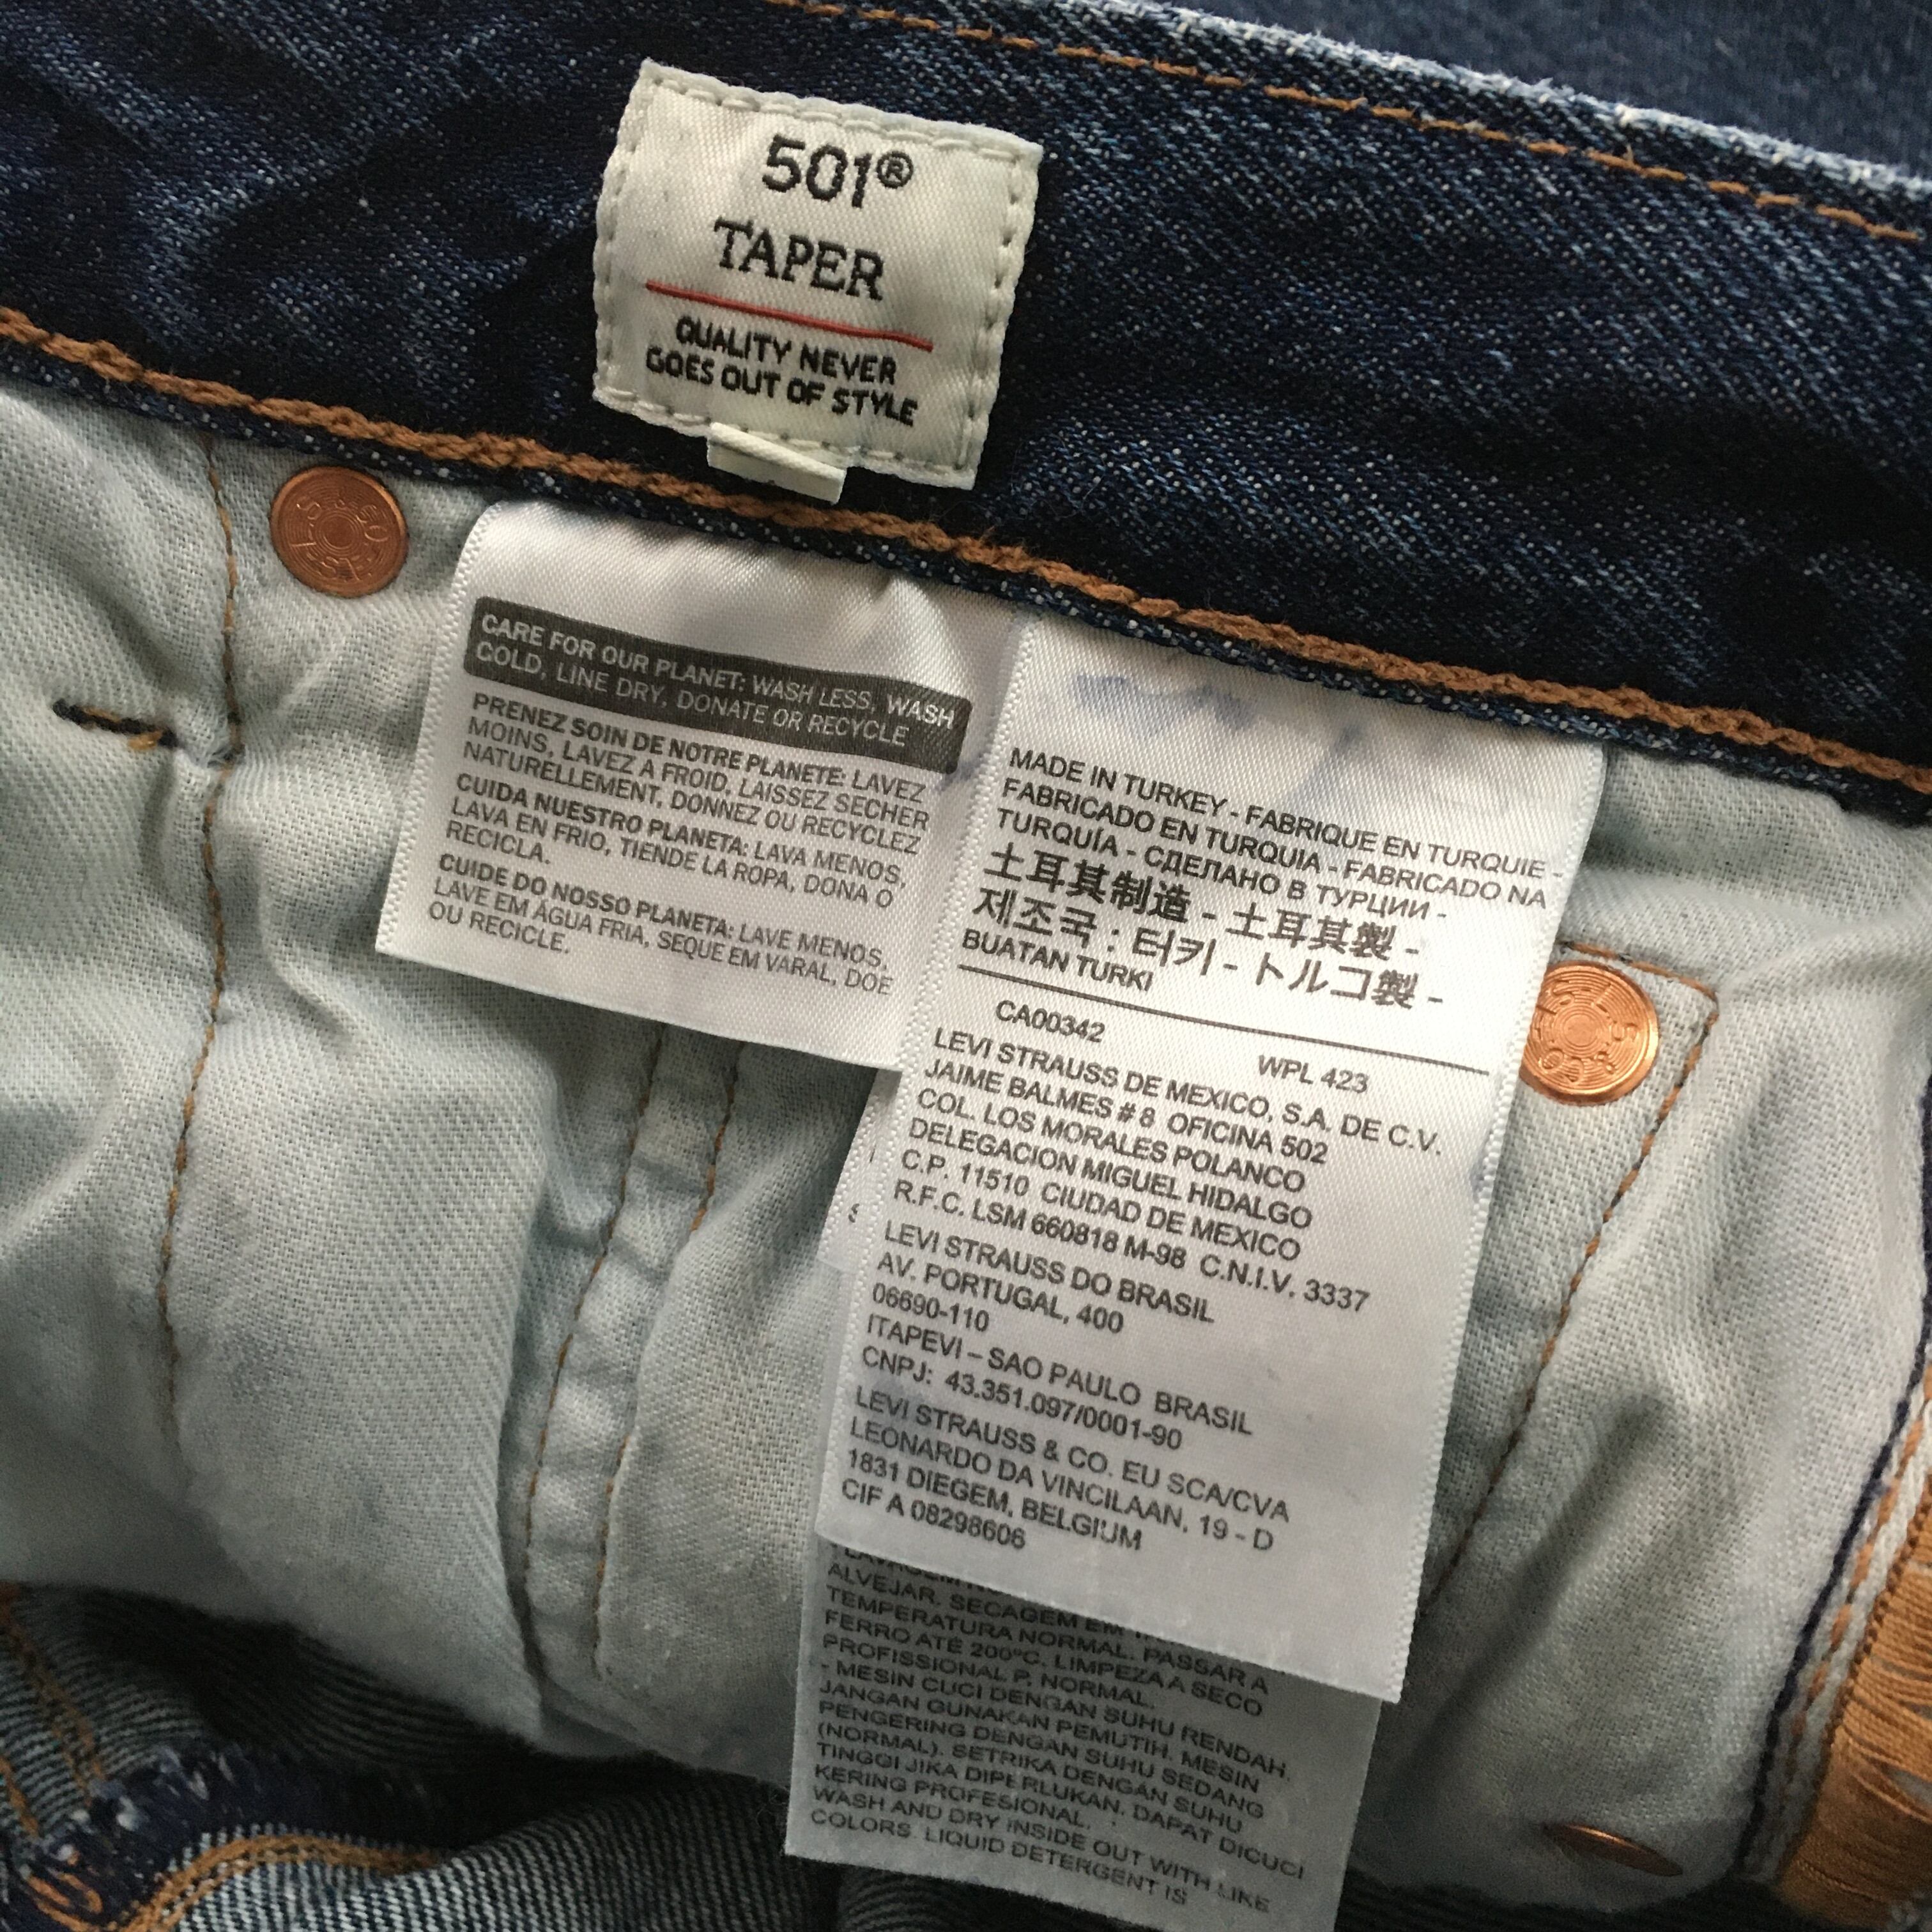 501®
TAPER
QUALITY NEVER
GOES OUT OF STYLE
CARE FOR OUR PLANET: WASH LESS, WASH
COLD, LINE DRY, DONATE OR RECYCLE
PRENEZ SOIN DE NOTRE PLANETE: LAVEZ
MOINS, LAVEZ A FROID, LAISSEZ SECHER
NATURELLEMENT, DONNEZ OU RECYCLEZ
CUIDA NUESTRO PLANETA: LAVA MENOS,
LAVA EN FRIO, TIENDE LA ROPA, DONA O
RECICLA.
CUIDE DO NOSSO PLANETA: LAVE MENOS,
LAVE EM ÁGUA FRIA, SEQUE EM VARAL, DOE
OU RECICLE.
MADE IN TURKEY - FABRIQUE EN TURQUIE -
FABRICADO EN TURQUIA - FABRICADO NA
TURQUÍA - СДЕЛАНО В ТУРЦИИ -
土耳其制造 - 土耳其製 -
제조국 : 터키 - トルコ製 -
BUATAN TURKI
CA00342 WPL 423
LEVI STRAUSS DE MEXICO, S.A. DE C.V.
JAIME BALMES # 8 OFICINA 502
COL. LOS MORALES POLANCO
DELEGACION MIGUEL HIDALGO
C.P. 11510 CIUDAD DE MEXICO
R.F.C. LSM 660818 M-98 C.N.I.V. 3337
LEVI STRAUSS DO BRASIL
AV. PORTUGAL, 400
06690-110
ITAPEVI – SAO PAULO BRASIL
CNPJ: 43.351.097/0001-90
LEVI STRAUSS & CO. EU SCA/CVA
LEONARDO DA VINCILAAN, 19 - D
1831 DIEGEM, BELGIUM
CIF A 08298606
ALVEJAR. SECAGEM EM
TEMPERATURA NORMAL. PASSAR A
FERRO ATÉ 200°C. LIMPEZA A SECO
PROFISSIONAL P. NORMAL.
- MESIN CUCI DENGAN SUHU RENDAH.
JANGAN GUNAKAN PEMUTIH. MESIN
PENGERING DENGAN SUHU SEDANG
(NORMAL). SETRIKA DENGAN SUHU
TINGGI JIKA DIPERLUKAN. DAPAT DICUCI
KERING PROFESIONAL.
WASH AND DRY INSIDE OUT WITH LIKE
COLORS. LIQUID DETERGENT IS